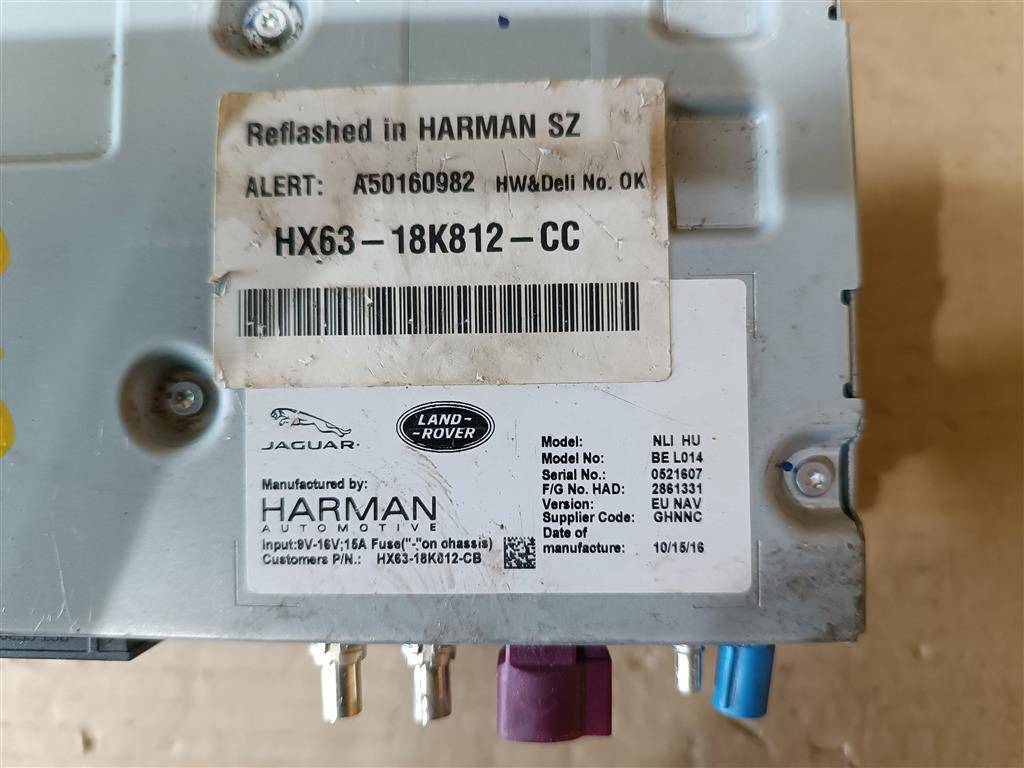 Reflashed in HARMAN SZ
ALERT: A50160982 HW&Deli No. OK
HX63-18K812-CC
JAGUAR
LAND-
-ROVER
Manufactured by:
HARMAN
AUTOMOTIVE
Input:9V-16V;15A Fuse("-"on chassis)
Customers P/N.: HX63-18K812-CB
Model: NLI HU
Model No: BE L014
Serial No.: 0521607
F/G No. HAD: 2861331
Version: EU NAV
Supplier Code: GHNNC
Date of
manufacture: 10/15/16